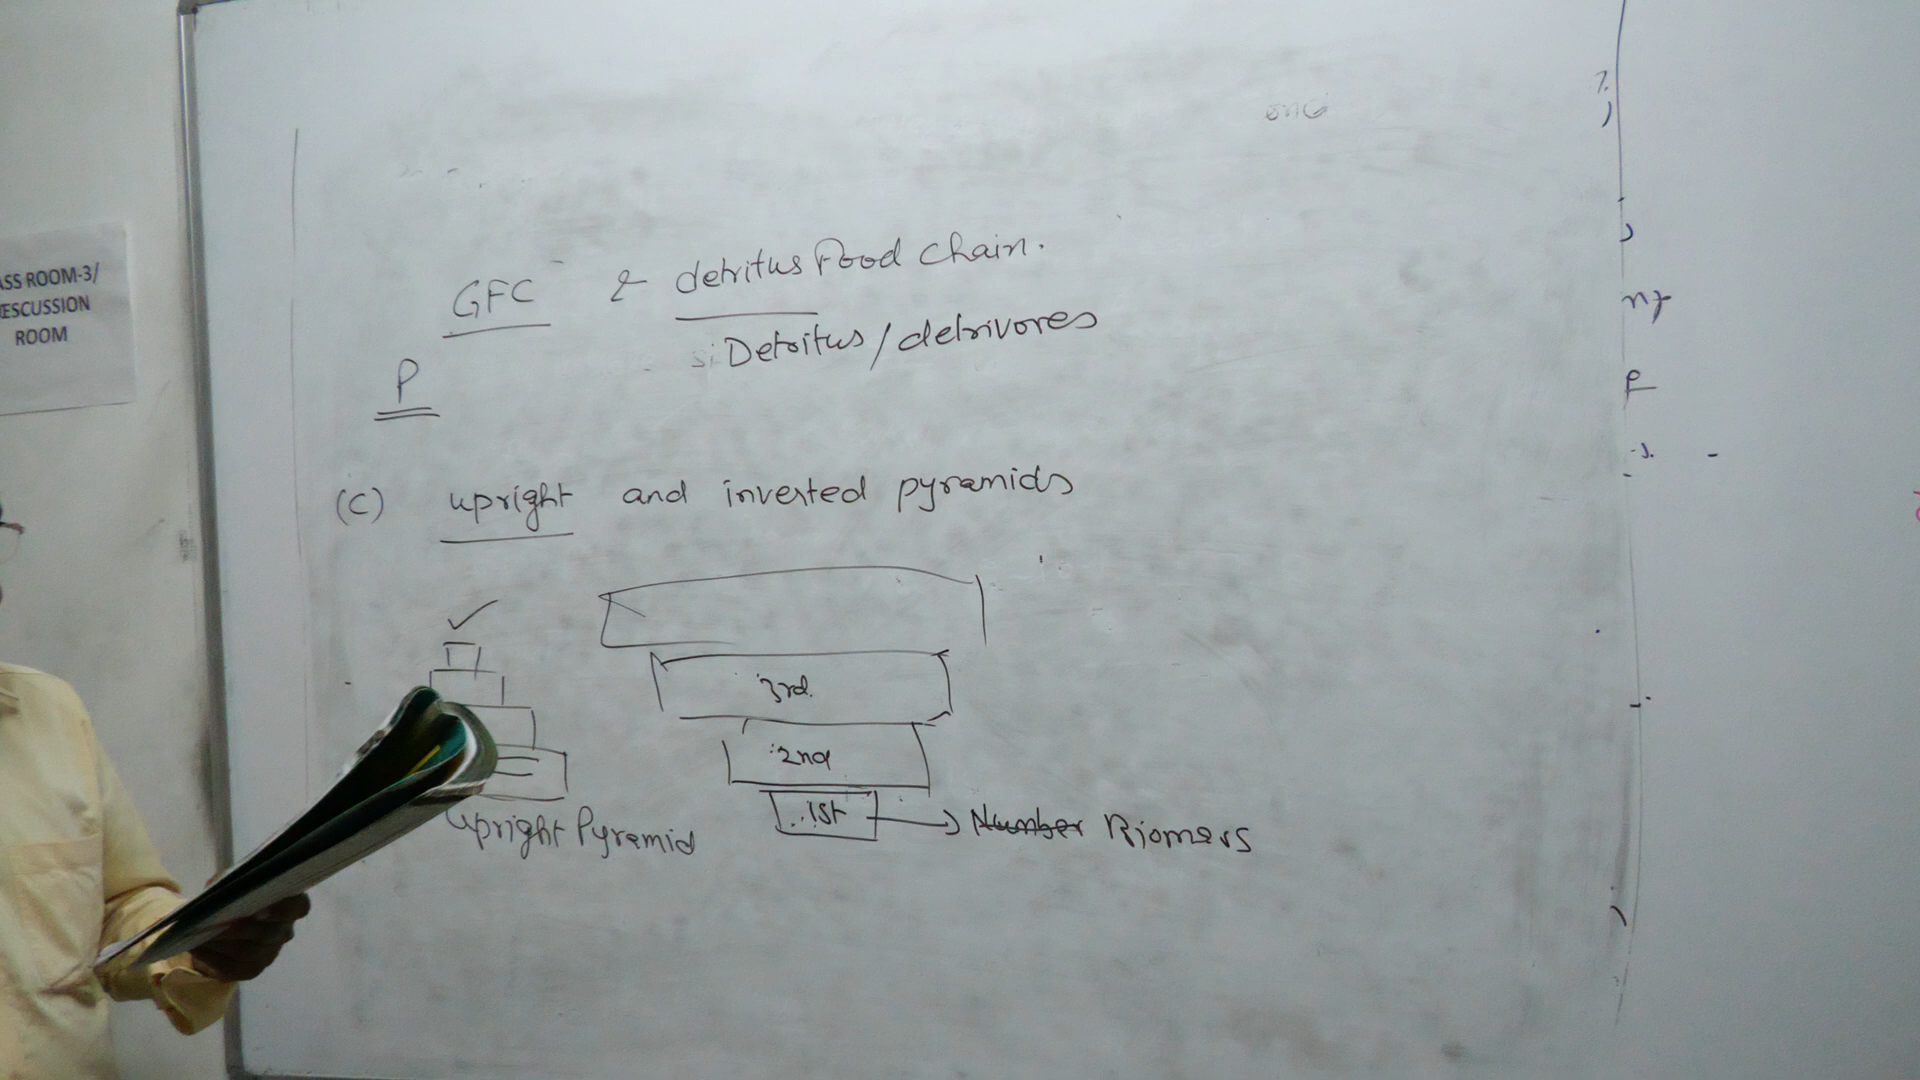 ASS ROOM-3/
ESCUSSION
ROOM
GFC & detritus Food Chain.
Detritus / detrivores
P
(C) upright and inverted pyramids
3rd.
2nd
1st → Number Biomass
Upright Pyramid